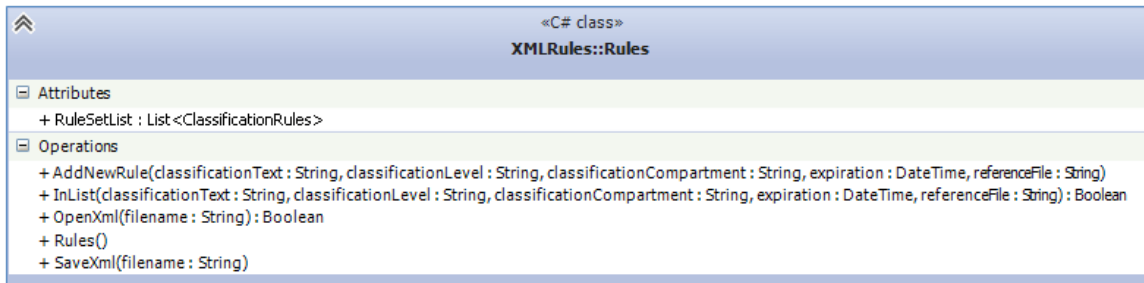 «C# class»
XMLRules::Rules
Attributes
+ RuleSetList : List<ClassificationRules>
Operations
+ AddNewRule(classificationText : String, classificationLevel : String, classificationCompartment : String, expiration : DateTime, referenceFile : String)
+ InList(classificationText : String, classificationLevel : String, classificationCompartment : String, expiration : DateTime, referenceFile : String) : Boolean
+ OpenXml(filename : String) : Boolean
+ Rules()
+ SaveXml(filename : String)